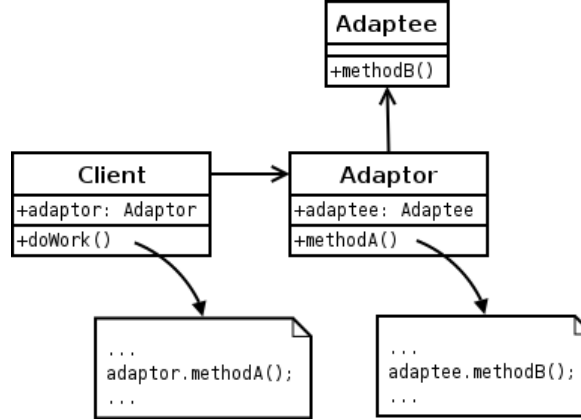 Adaptee
+methodB()
Client
+adaptor: Adaptor
+doWork()
Adaptor
+adaptee: Adaptee
+methodA()
...
adaptor.methodA();
...
...
adaptee.methodB();
...